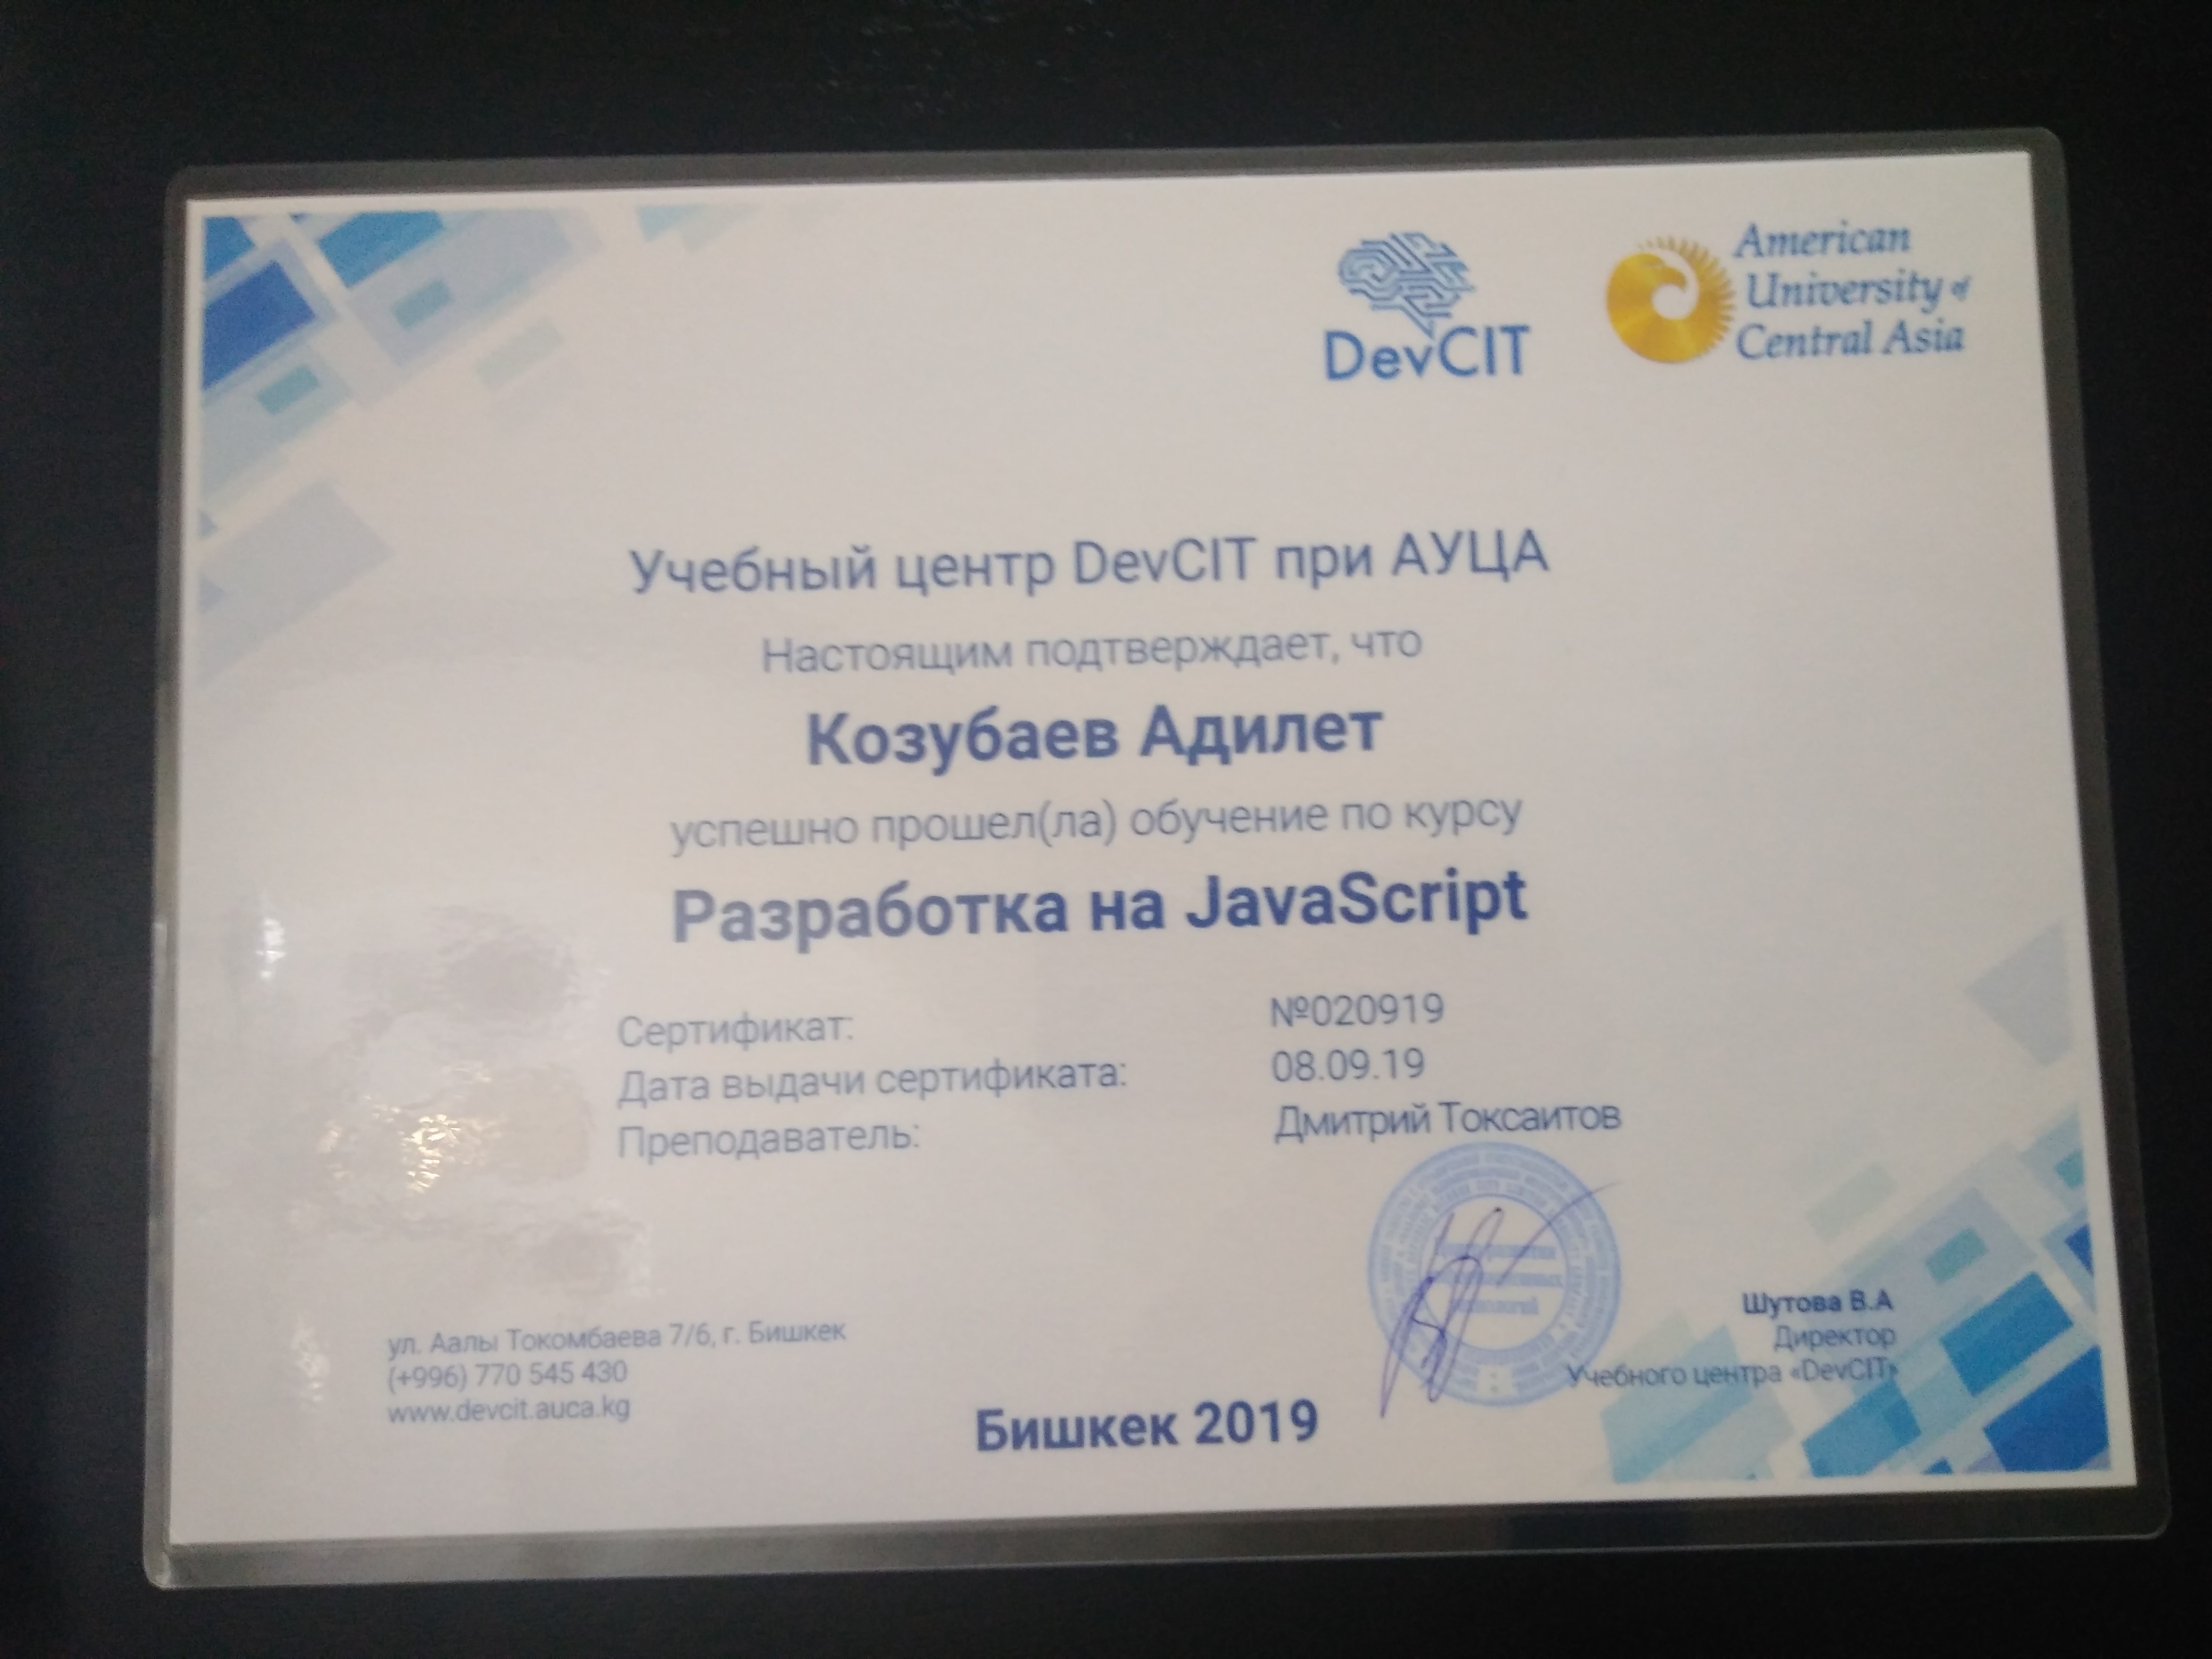 DevCIT
American
University of
Central Asia
Учебный центр DevCIT при АУЦА
Настоящим подтверждает, что
Козубаев Адилет
успешно прошел(ла) обучение по курсу
Разработка на JavaScript
Сертификат: №020919
Дата выдачи сертификата: 08.09.19
Преподаватель: Дмитрий Токсаитов
ул. Аалы Токомбаева 7/6, г. Бишкек
(+996) 770 545 430
www.devcit.auca.kg
Шутова В.А
Директор
Учебного центра «DevCIT»
Бишкек 2019